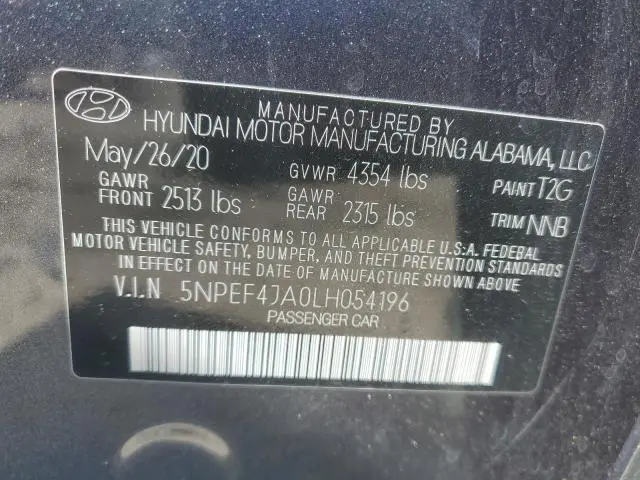 MANUFACTURED BY
HYUNDAI MOTOR MANUFACTURING ALABAMA, LLC
May/26/20 GVWR 4354 lbs PAINT T2G
GAWR FRONT 2513 lbs GAWR REAR 2315 lbs TRIM NNB
THIS VEHICLE CONFORMS TO ALL APPLICABLE U.S.A. FEDERAL
MOTOR VEHICLE SAFETY, BUMPER, AND THEFT PREVENTION STANDARDS
IN EFFECT ON THE DATE OF MANUFACTURE SHOWN ABOVE.
V.I.N 5NPEF4JA0LH054196
PASSENGER CAR